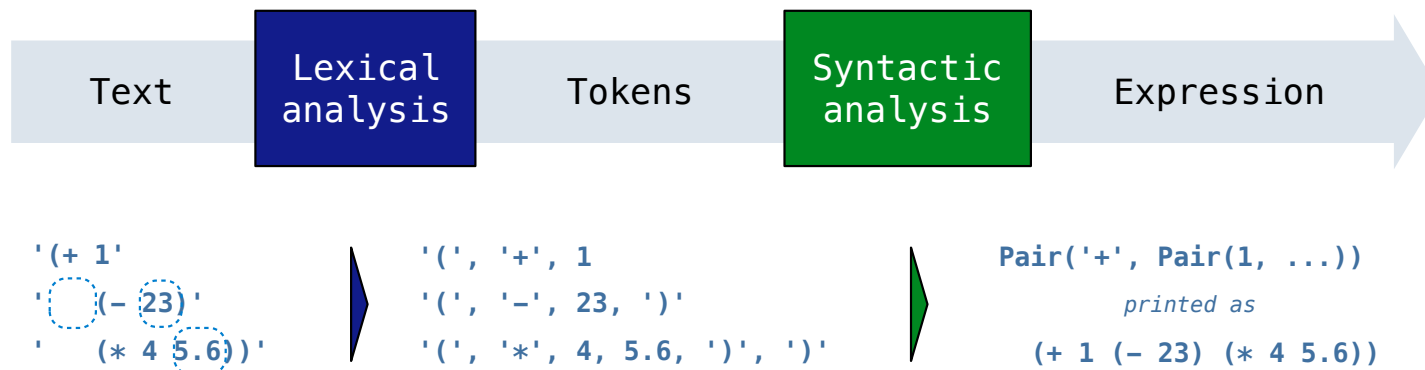 Text
Lexical
analysis
Tokens
Syntactic
analysis
Expression
'(+ 1'
'   (− 23)'
'   (* 4 5.6))'
'(', '+', 1
'(', '−', 23, ')'
'(', '*', 4, 5.6, ')', ')'
Pair('+', Pair(1, ...))
printed as
(+ 1 (− 23) (* 4 5.6))